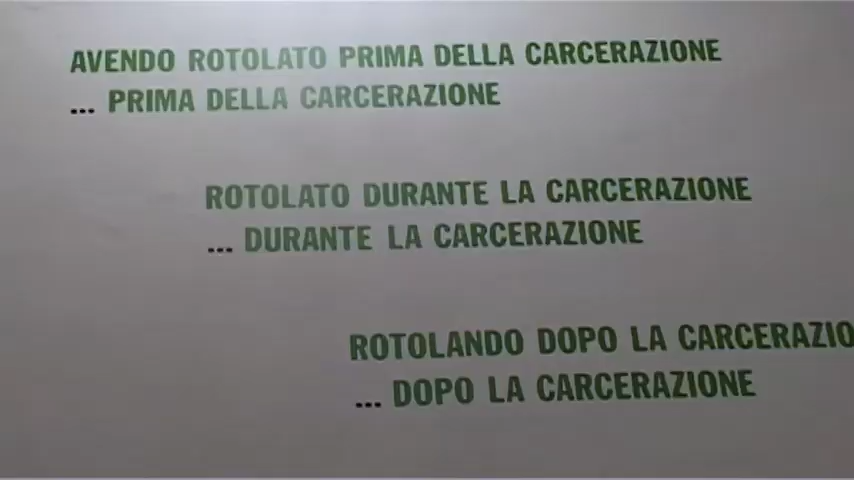 AVENDO ROTOLATO PRIMA DELLA CARCERAZIONE
... PRIMA DELLA CARCERAZIONE
ROTOLATO DURANTE LA CARCERAZIONE
... DURANTE LA CARCERAZIONE
ROTOLANDO DOPO LA CARCERAZIO
... DOPO LA CARCERAZIONE